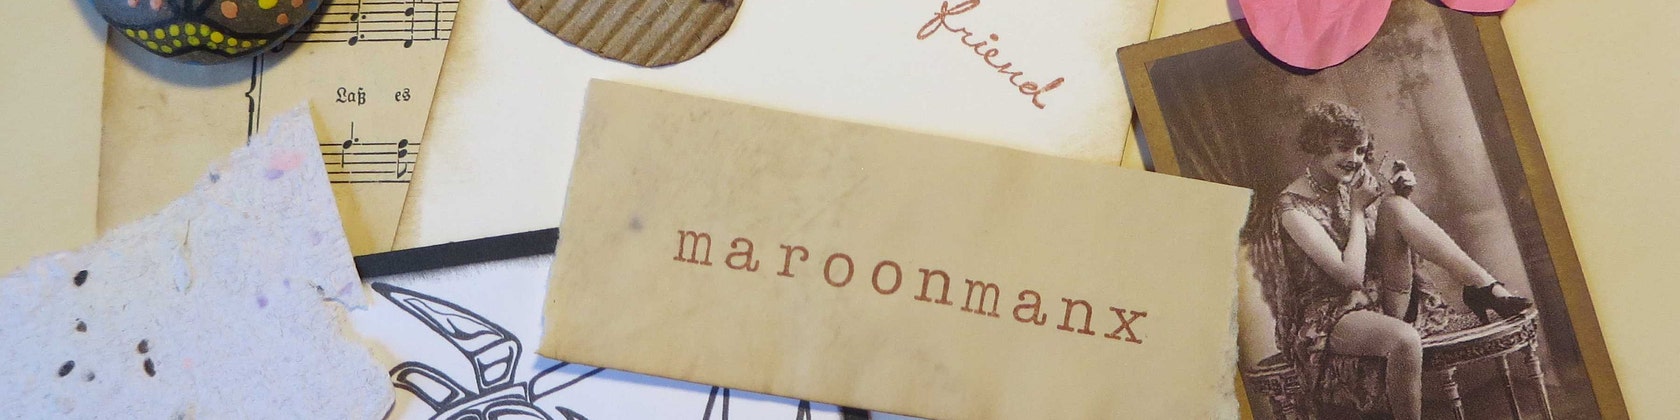 friend
Laß es
maroonmanx